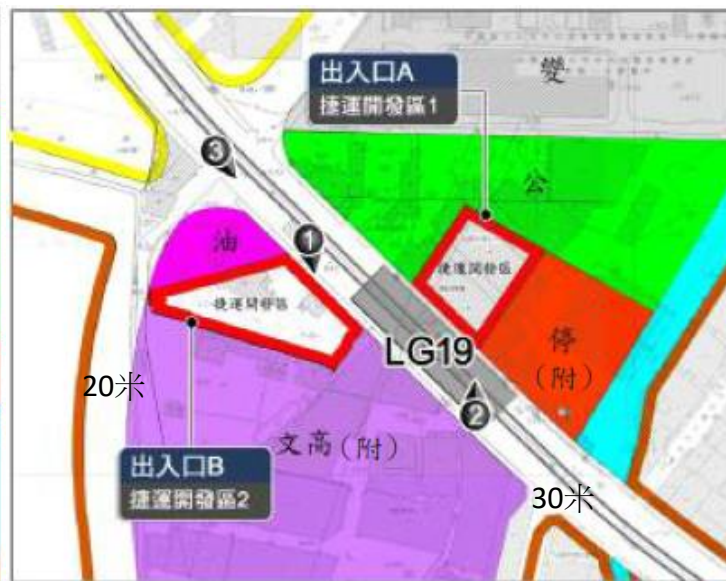 出入口A
捷運開發區1
變
③
公
①
油
捷運開發區
捷運開發區
LG19
停
(附)
20米
②
文高(附)
出入口B
捷運開發區2
30米